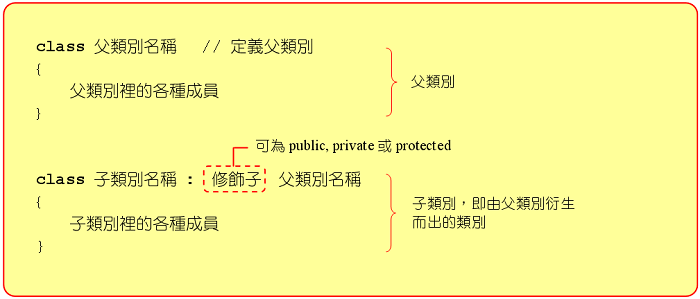 class 父類別名稱 // 定義父類別
{
父類別裡的各種成員
}
父類別
可為 public, private 或 protected
class 子類別名稱 : 修飾子 父類別名稱
{
子類別裡的各種成員
}
子類別，即由父類別衍生
而出的類別